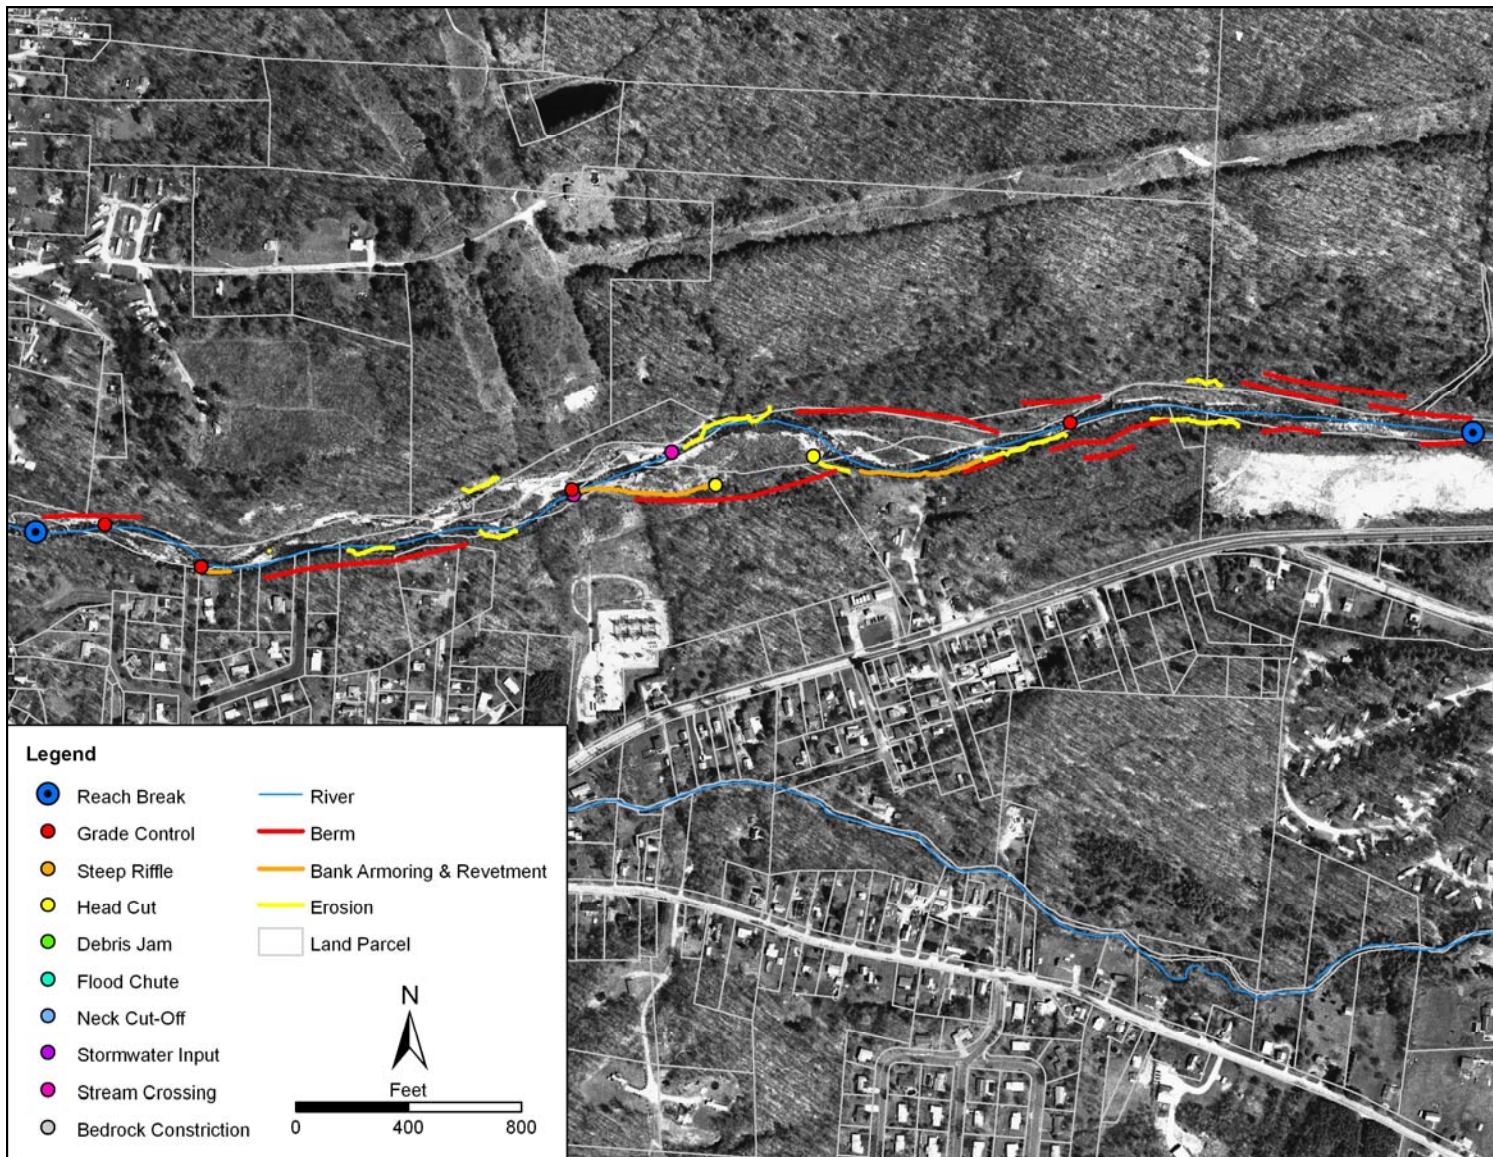 Legend
Reach Break
River
Grade Control
Berm
Steep Riffle
Bank Armoring & Revetment
Head Cut
Erosion
Debris Jam
Land Parcel
Flood Chute
Neck Cut-Off
Stormwater Input
Stream Crossing
Bedrock Constriction
N
Feet
0 400 800